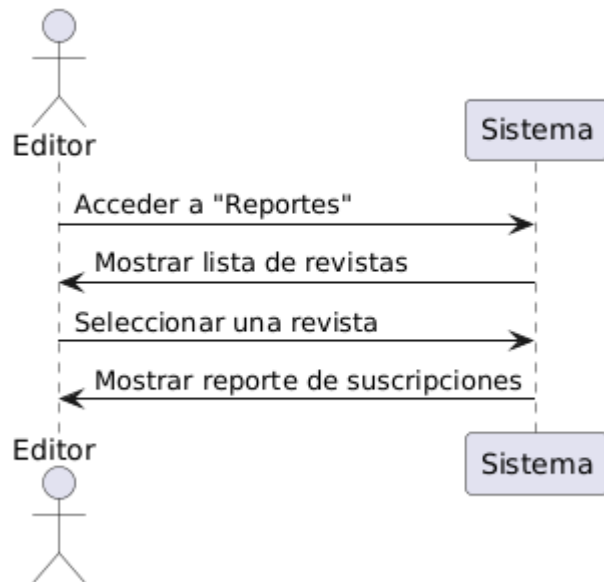 Editor
Sistema
Acceder a "Reportes"
Mostrar lista de revistas
Seleccionar una revista
Mostrar reporte de suscripciones
Editor
Sistema